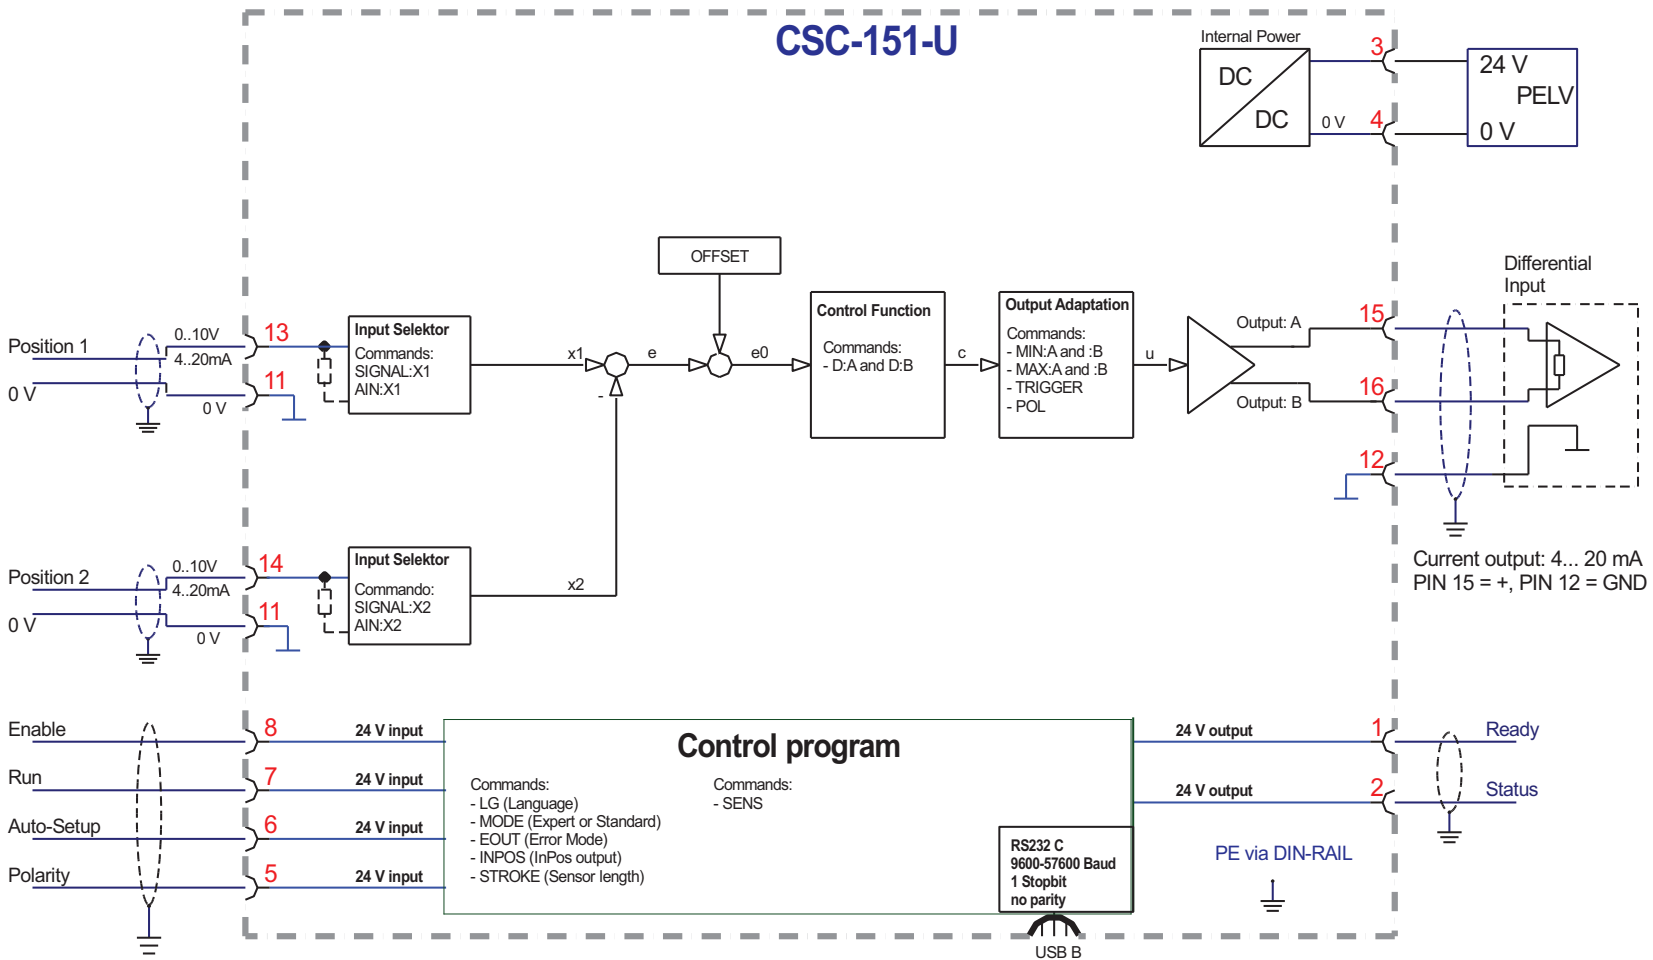 CSC-151-U
Internal Power
DC
DC
0 V
3
4
24 V
PELV
0 V
OFFSET
Position 1
0..10V
4..20mA
0 V
0 V
13
11
Input Selektor
Commands:
SIGNAL:X1
AIN:X1
x1
-
e
e0
Control Function
Commands:
- D:A and D:B
c
Output Adaptation
Commands:
- MIN:A and :B
- MAX:A and :B
- TRIGGER
- POL
u
Output: A
Output: B
15
16
12
Differential
Input
Current output: 4... 20 mA
PIN 15 = +, PIN 12 = GND
Position 2
0..10V
4..20mA
0 V
0 V
14
11
Input Selektor
Commando:
SIGNAL:X2
AIN:X2
x2
Enable
8
24 V input
Run
7
24 V input
Auto-Setup
6
24 V input
Polarity
5
24 V input
Control program
Commands:
- LG (Language)
- MODE (Expert or Standard)
- EOUT (Error Mode)
- INPOS (InPos output)
- STROKE (Sensor length)
Commands:
- SENS
RS232 C
9600-57600 Baud
1 Stopbit
no parity
USB B
24 V output
1
Ready
24 V output
2
Status
PE via DIN-RAIL